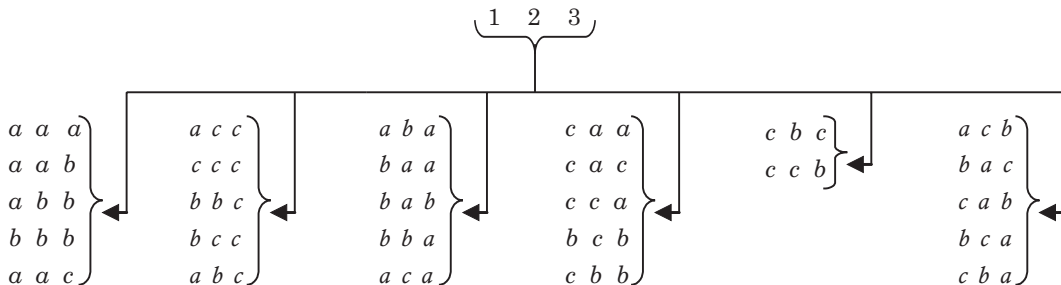 1 2 3
a a a
a a b
a b b
b b b
a a c
a c c
c c c
b b c
b c c
a b c
a b a
b a a
b a b
b b a
a c a
c a a
c a c
c c a
b c b
c b b
c b c
c c b
a c b
b a c
c a b
b c a
c b a